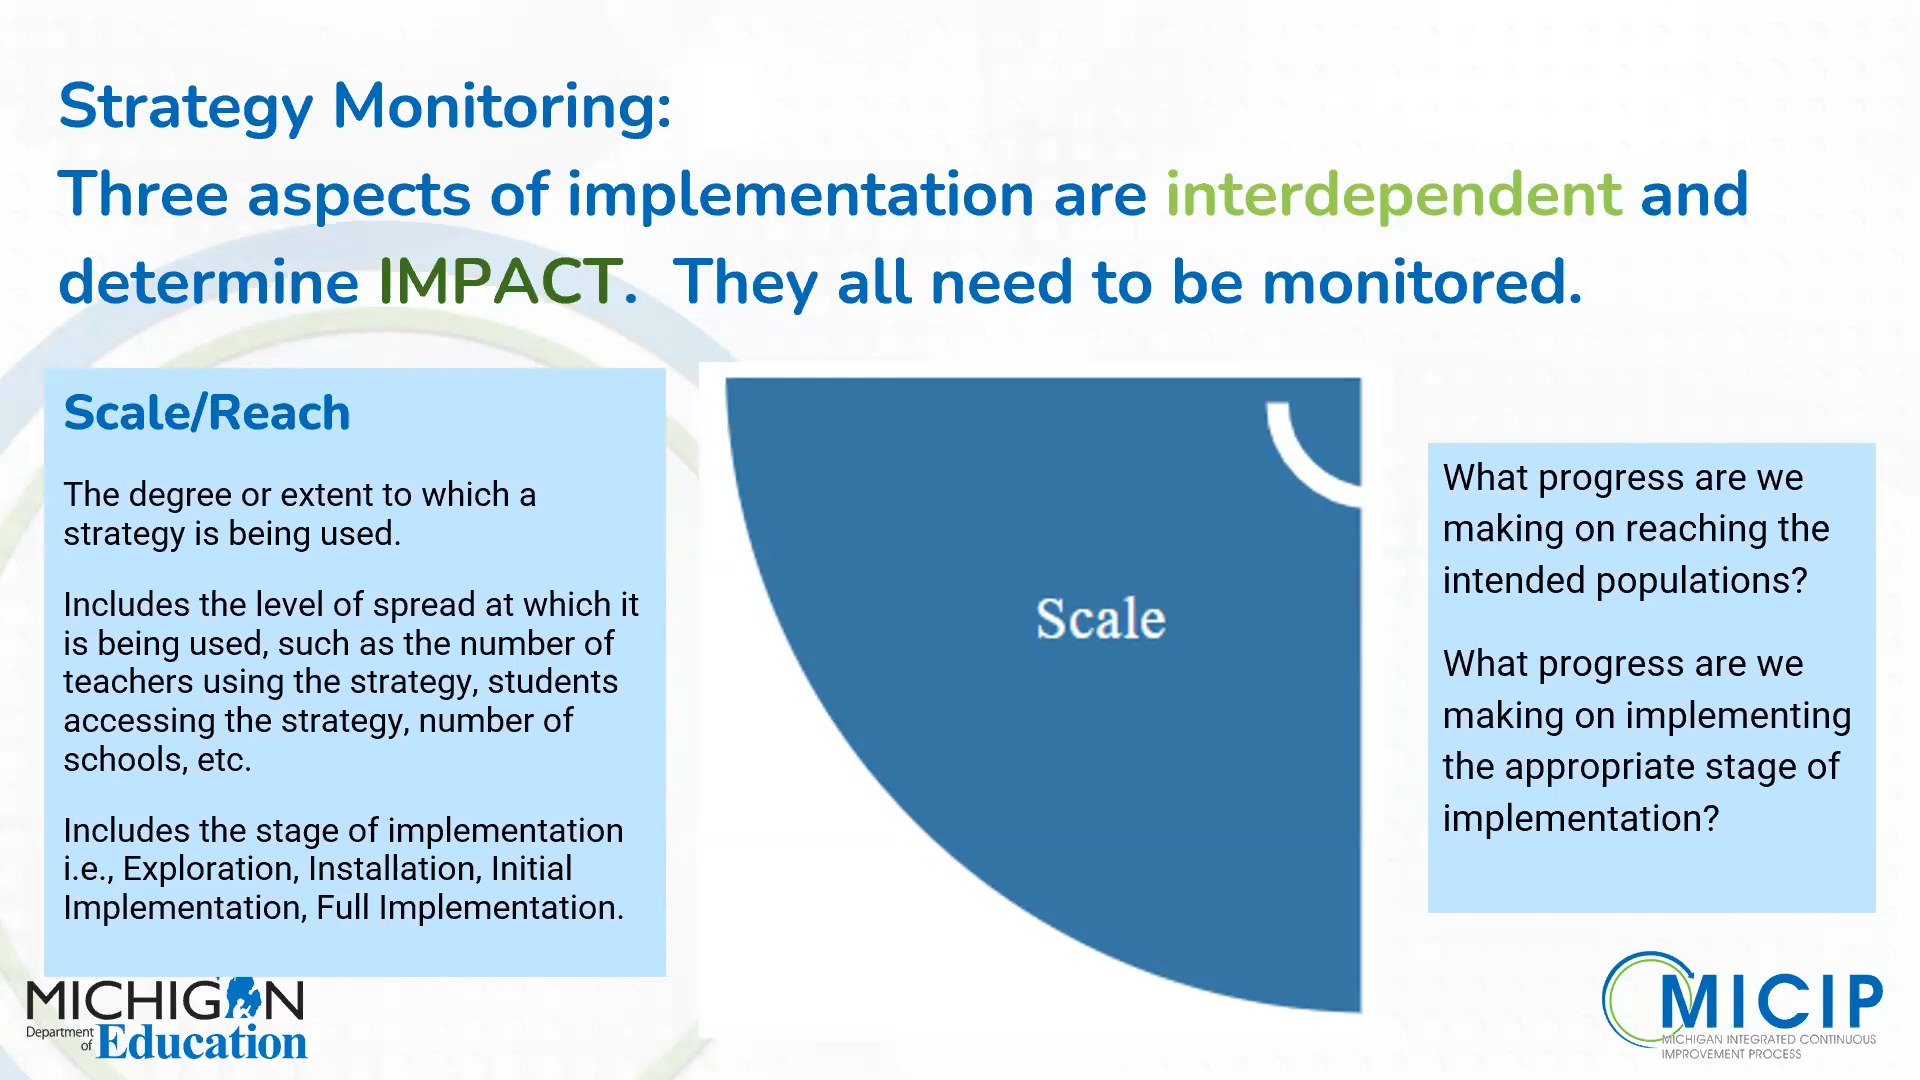 Strategy Monitoring:
Three aspects of implementation are interdependent and
determine IMPACT.  They all need to be monitored.
Scale/Reach
The degree or extent to which a
strategy is being used.
Includes the level of spread at which it
is being used, such as the number of
teachers using the strategy, students
accessing the strategy, number of
schools, etc.
Includes the stage of implementation
i.e., Exploration, Installation, Initial
Implementation, Full Implementation.
Scale
What progress are we
making on reaching the
intended populations?
What progress are we
making on implementing
the appropriate stage of
implementation?
MICHIGAN
Department
of Education
MICIP
MICHIGAN INTEGRATED CONTINUOUS
IMPROVEMENT PROCESS